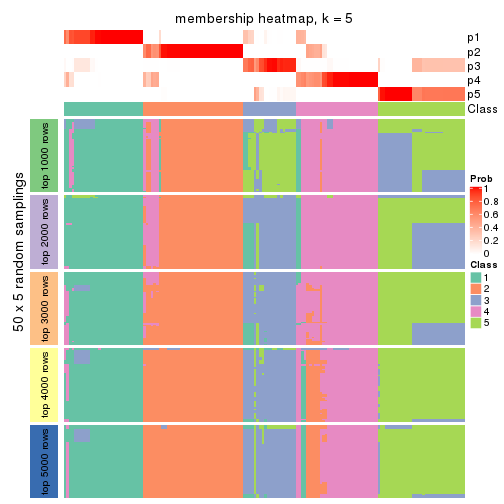 membership heatmap, k = 5
p1
p2
p3
p4
p5
Class
50 x 5 random samplings
top 1000 rows
top 2000 rows
top 3000 rows
top 4000 rows
top 5000 rows
Prob
1
0.8
0.6
0.4
0.2
0
Class
1
2
3
4
5